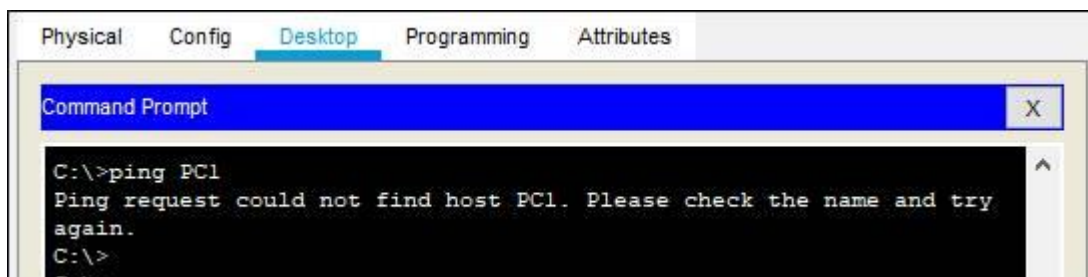 Physical Config Desktop Programming Attributes
Command Prompt X
C:\>ping PC1
Ping request could not find host PC1. Please check the name and try
again.
C:\>